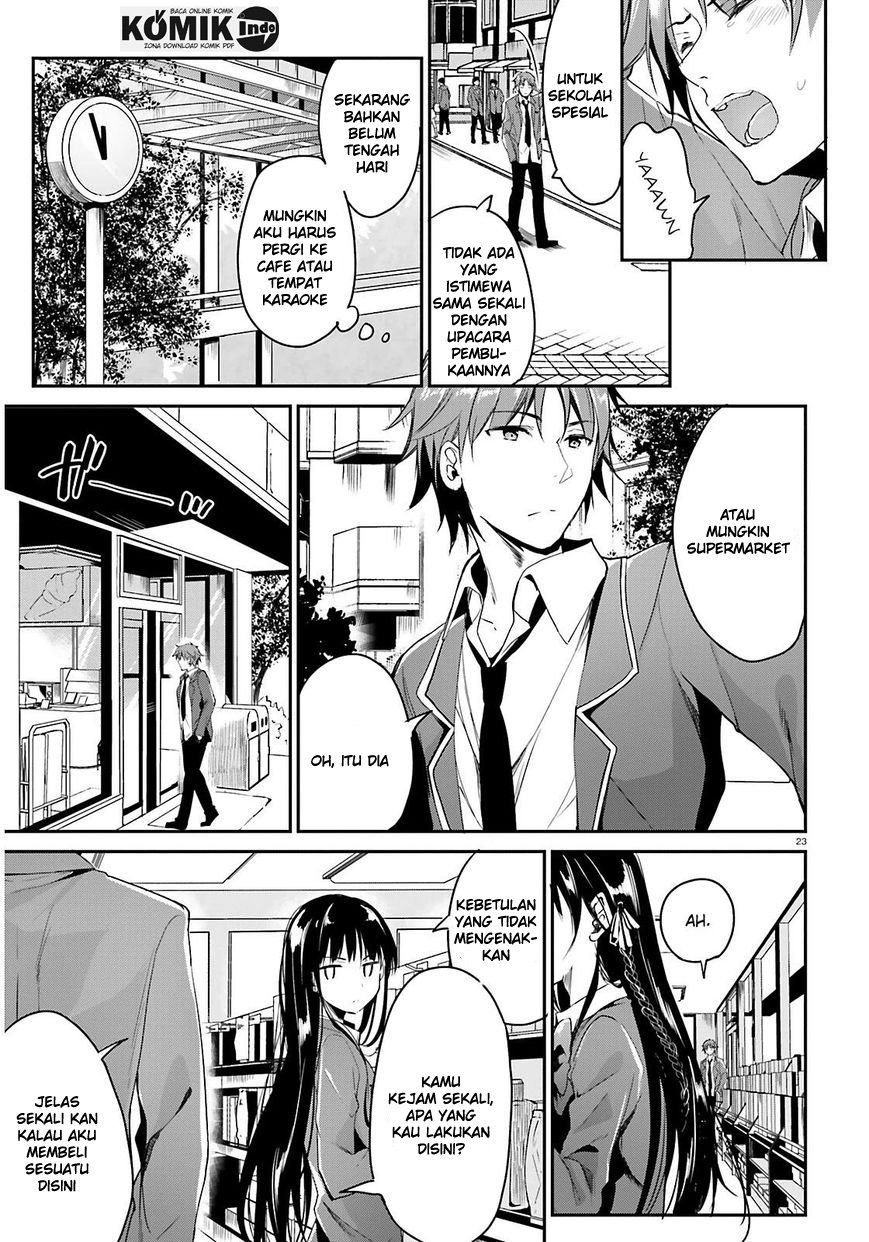 BACA ONLINE KOMIK
KOMIK
Indo
ZONA DOWNLOAD KOMIK PDF
YAAAWN
UNTUK
SEKOLAH
SPESIAL
TIDAK ADA
YANG
ISTIMEWA
SAMA SEKALI
DENGAN
UPACARA
PEMBU-
KAANNYA
SEKARANG
BAHKAN
BELUM
TENGAH
HARI
MUNGKIN
AKU HARUS
PERGI KE
CAFE ATAU
TEMPAT
KARAOKE
ATAU
MUNGKIN
SUPERMARKET
OH, ITU DIA
ガー
23
AH.
KEBETULAN
YANG TIDAK
MENGENAK-
KAN
KAMU
KEJAM SEKALI,
APA YANG
KAU LAKUKAN
DISINI?
JELAS
SEKALI KAN
KALAU AKU
MEMBELI
SESUATU
DISINI